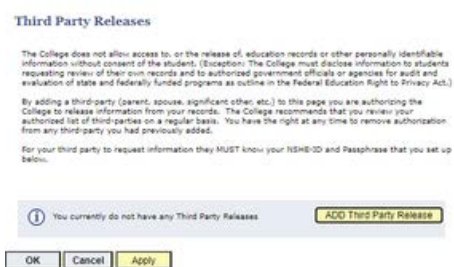 Third Party Releases
The College does not allow access to, or the release of, education records or other personally identifiable
information without consent of the student. (Exception: The College must disclose information to students
requesting review of their own records and to authorized government officials or agencies for audit and
evaluation of state and federally funded programs as outline in the Federal Education Right to Privacy Act.)
By adding a third-party (parent, spouse, significant other, etc.) to this page you are authorizing the
College to release information from your records. The College recommends that you review your
authorized list of third-parties on a regular basis. You have the right at any time to remove authorization
from any third-party you had previously added.
For your third party to request information they MUST know your NSHE-ID and Passphrase that you set up
below.
You currently do not have any Third Party Releases
ADD Third Party Release
OK Cancel Apply